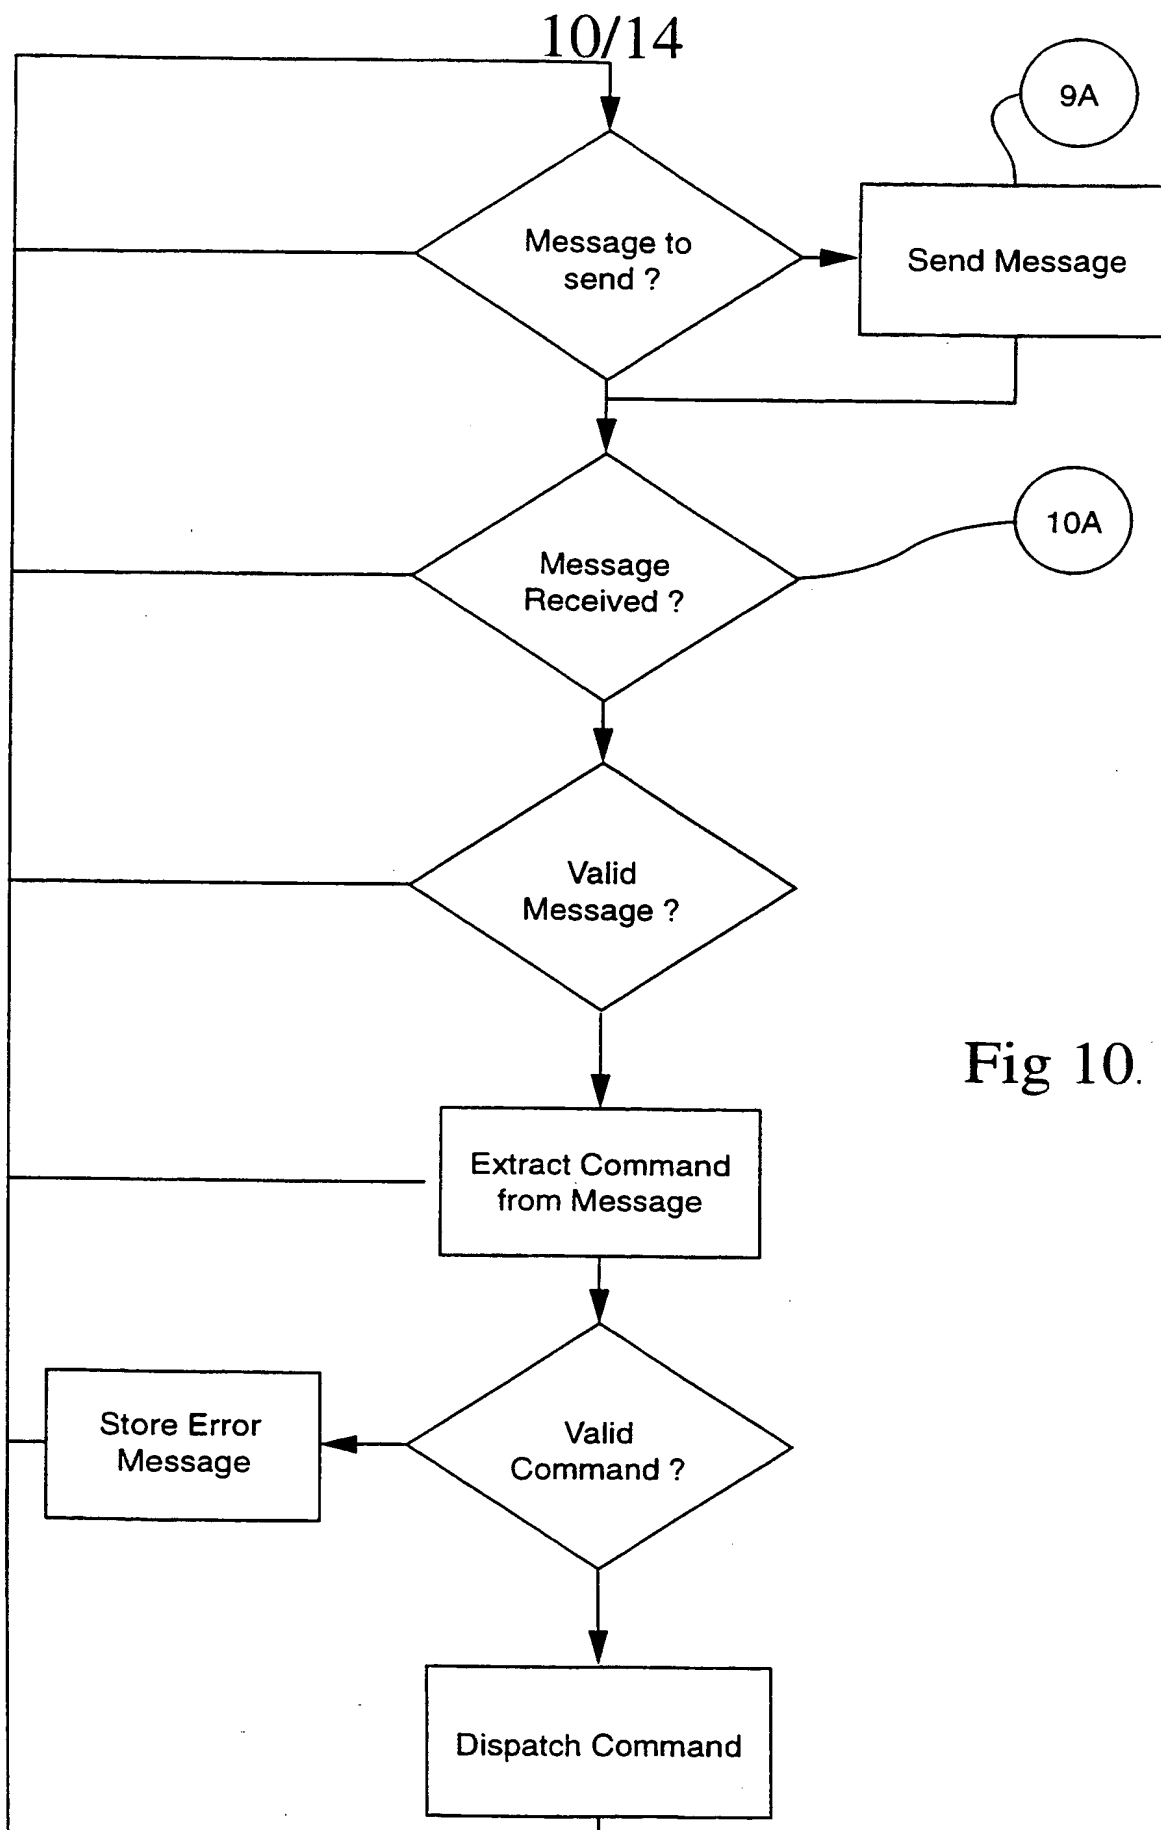 10/14
9A
Message to
send ?
Send Message
10A
Message
Received ?
Valid
Message ?
Fig 10.
Extract Command
from Message
Store Error
Message
Valid
Command ?
Dispatch Command